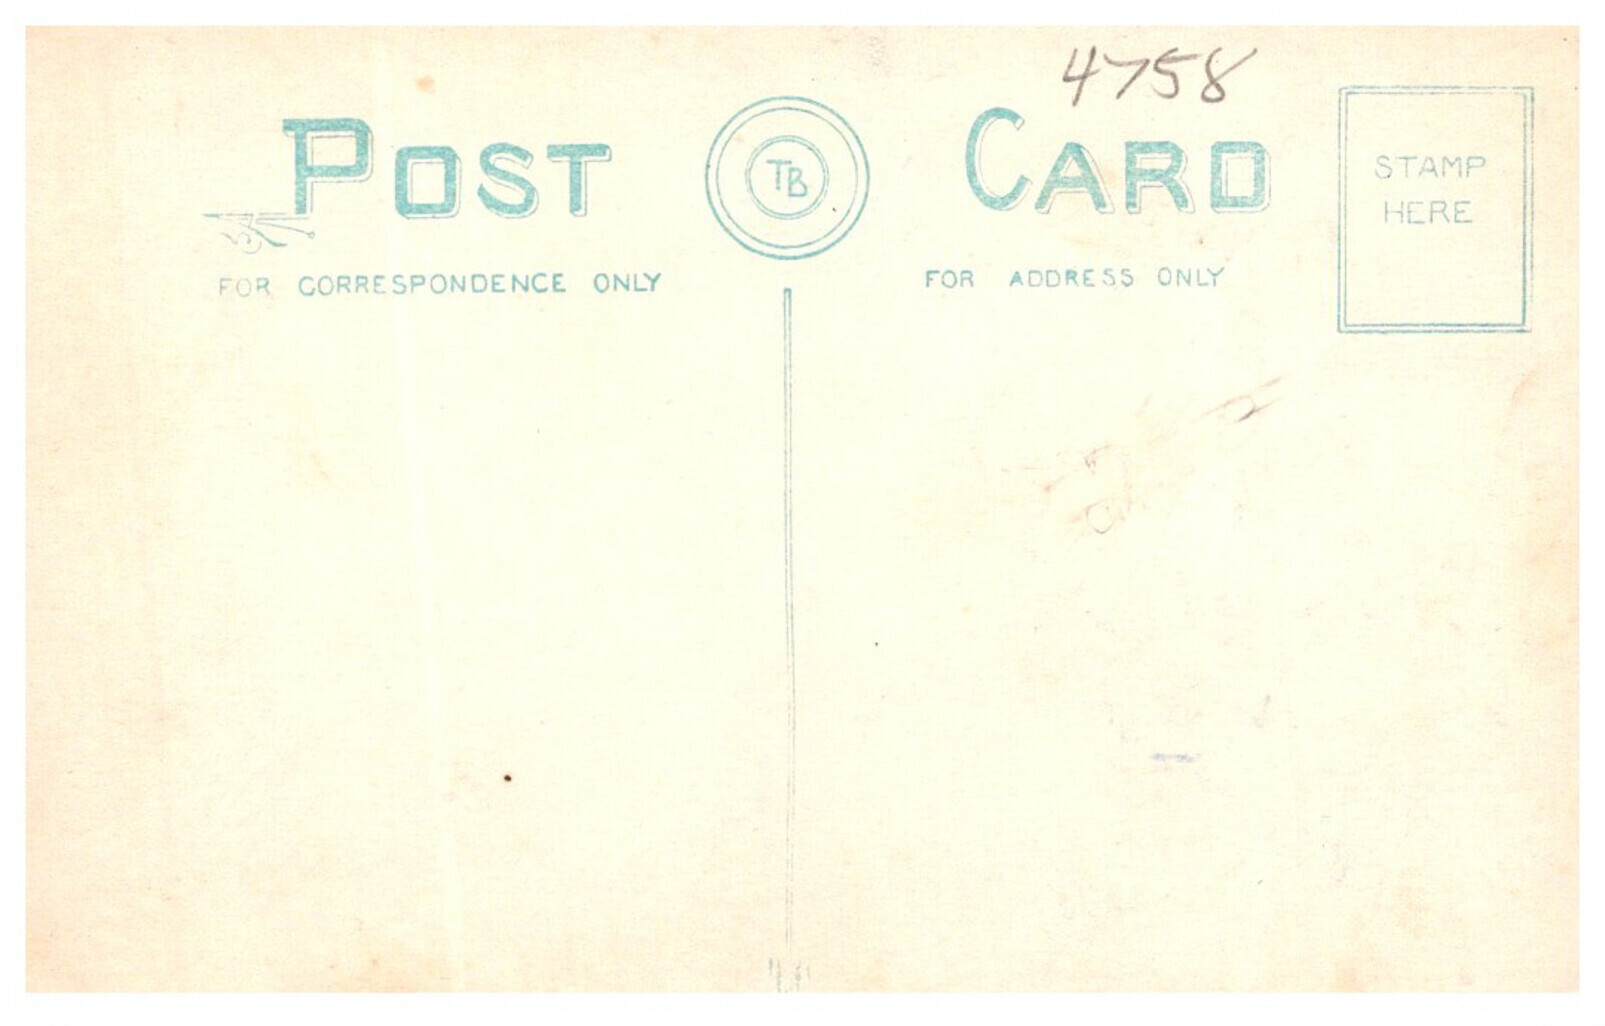 4758
POST TB CARD
STAMP
HERE
FOR CORRESPONDENCE ONLY
FOR ADDRESS ONLY